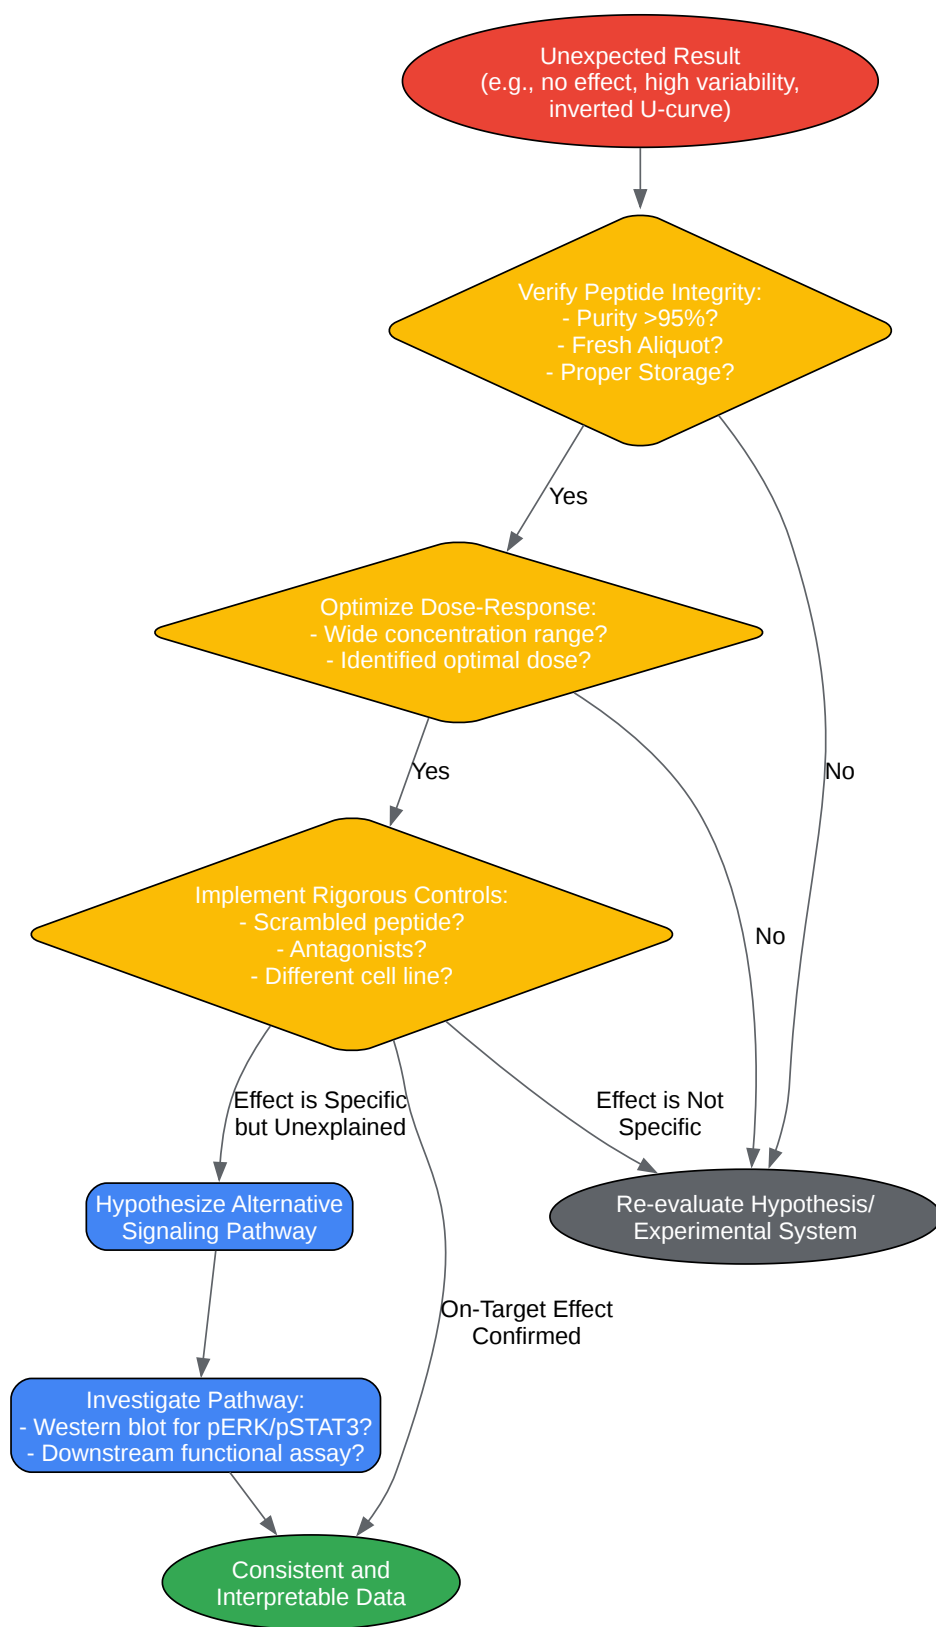 Unexpected Result
(e.g., no effect, high variability,
inverted U-curve)
Verify Peptide Integrity:
- Purity >95%?
- Fresh Aliquot?
- Proper Storage?
Yes
Optimize Dose-Response:
- Wide concentration range?
- Identified optimal dose?
Yes
No
Implement Rigorous Controls:
- Scrambled peptide?
- Antagonists?
- Different cell line?
No
Effect is Specific
but Unexplained
Effect is Not
Specific
Hypothesize Alternative
Signaling Pathway
Re-evaluate Hypothesis/
Experimental System
On-Target Effect
Confirmed
Investigate Pathway:
- Western blot for pERK/pSTAT3?
- Downstream functional assay?
Consistent and
Interpretable Data